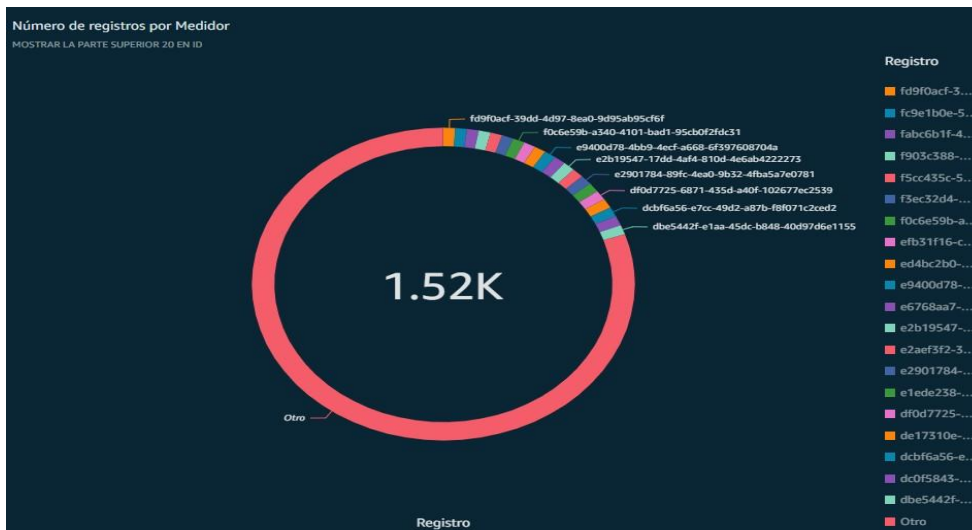 Número de registros por Medidor
MOSTRAR LA PARTE SUPERIOR 20 EN ID
fd9f0acf-39dd-4d97-8ea0-9d95ab95cf6f
f0c6e59b-a340-4101-bad1-95cb0f2fdc31
e9400d78-4bb9-4ecf-a668-6f397608704a
e2b19547-17dd-4af4-810d-4e6ab4222273
e2901784-89fc-4ea0-9b32-4fba5a7e0781
df0d7725-6871-435d-a40f-102677ec2539
dcbf6a56-e7cc-49d2-a87b-f8f071c2ced2
dbe5442f-e1aa-45dc-b848-40d97d6e1155
1.52K
Otro
Registro
Registro
fd9f0acf-3...
fc9e1b0e-5...
fabc6b1f-4...
f903c388-...
f5cc435c-5...
f3ec32d4-...
f0c6e59b-a...
efb31f16-c...
ed4bc2b0-...
e9400d78-...
e6768aa7-...
e2b19547-...
e2aef3f2-3...
e2901784-...
e1ede238-...
df0d7725-...
de17310e-...
dcbf6a56-e...
dc0f5843-...
dbe5442f-...
Otro